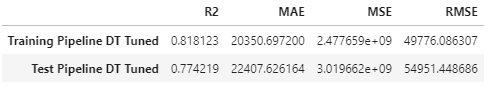 R2 MAE MSE RMSE
Training Pipeline DT Tuned 0.818123 20350.697200 2.477659e+09 49776.086307
Test Pipeline DT Tuned 0.774219 22407.626164 3.019662e+09 54951.448686